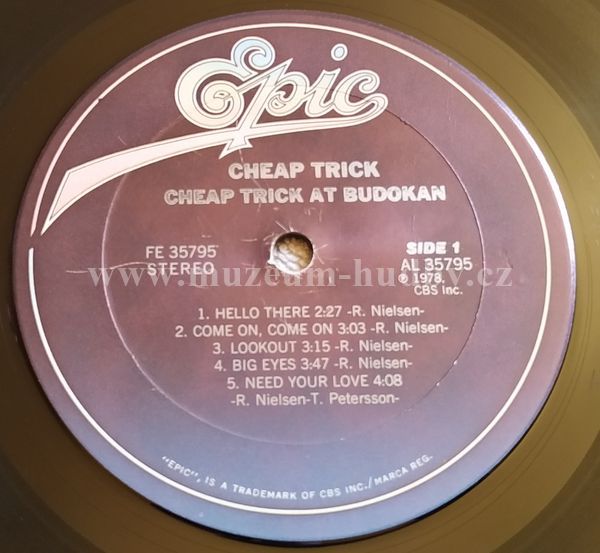 Epic
CHEAP TRICK
CHEAP TRICK AT BUDOKAN
FE 35795
STEREO
SIDE 1
AL 35795
℗ 1978.
CBS Inc.
www.muzeum-hudby.cz
1. HELLO THERE 2:27 -R. Nielsen-
2. COME ON, COME ON 3:03 -R. Nielsen-
3. LOOKOUT 3:15 -R. Nielsen-
4. BIG EYES 3:47 -R. Nielsen-
5. NEED YOUR LOVE 4:08
-R. Nielsen-T. Petersson-
"EPIC", IS A TRADEMARK OF CBS INC./MARCA REG.